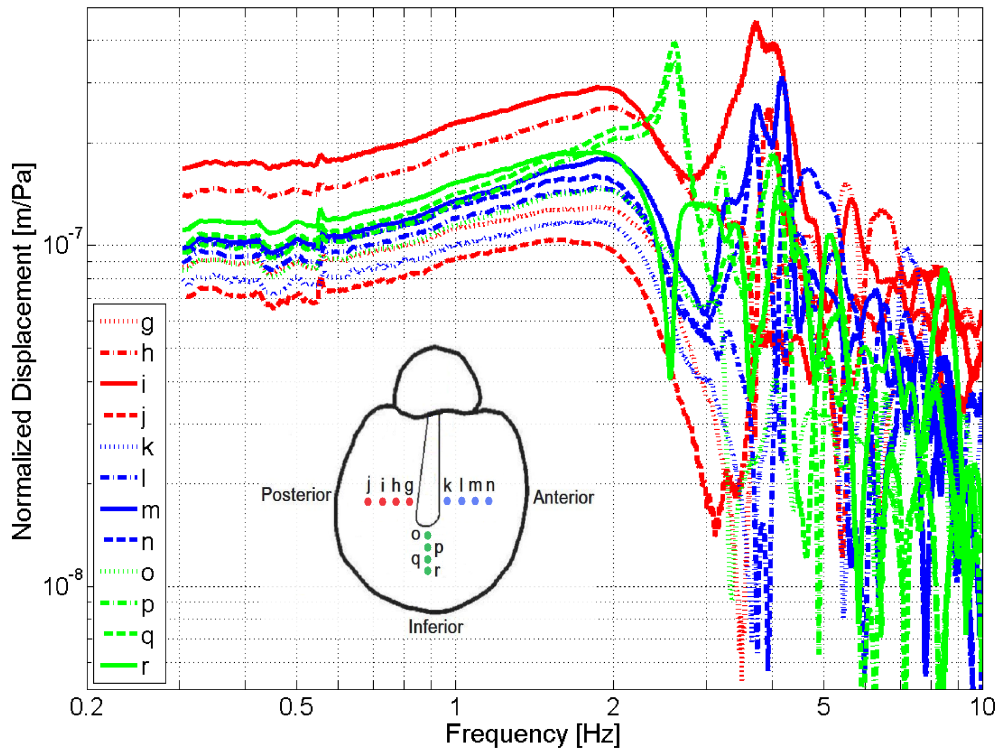 Normalized Displacement [m/Pa]
10⁻⁷
10⁻⁸
g
h
i
j
k
l
m
n
o
p
q
r
j i h g
k l m n
Posterior
Anterior
o
p
q
r
Inferior
0.2 0.5 1 2 5 10
Frequency [Hz]